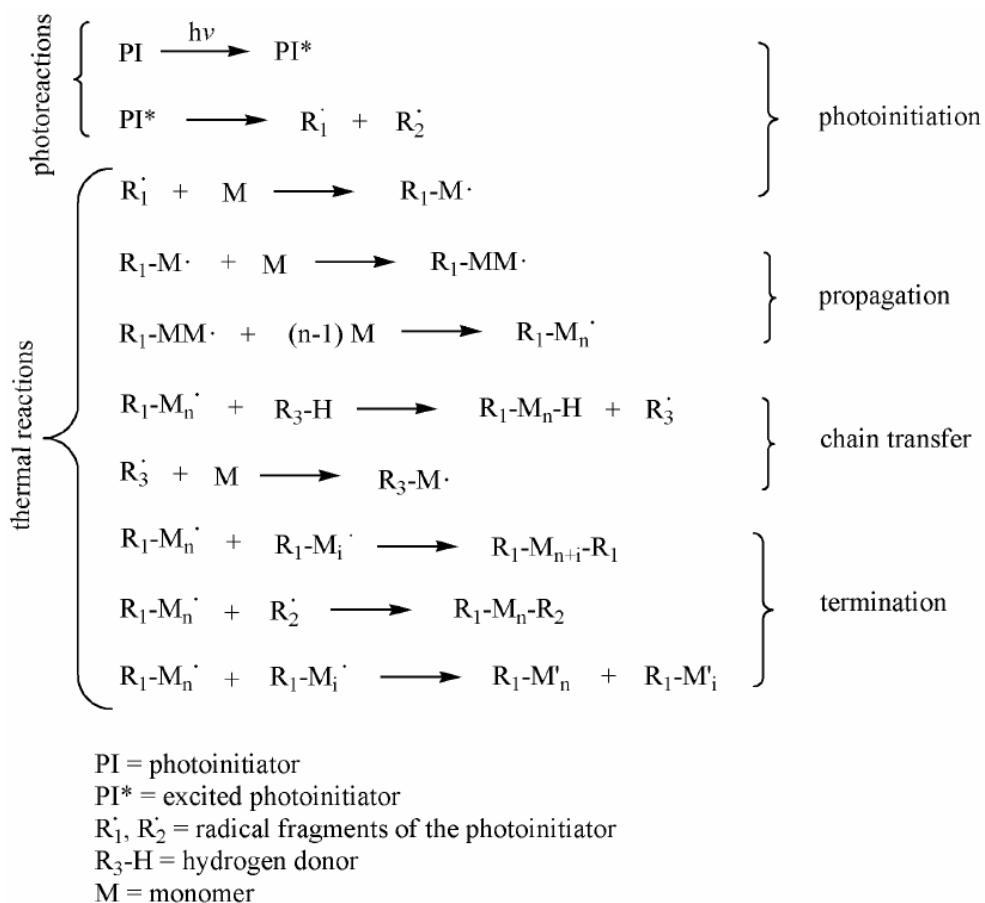 photoreactions
PI hν ⟶ PI*
PI* ⟶ R₁˙ + R₂˙
photoinitiation
thermal reactions
R₁˙ + M ⟶ R₁-M·
R₁-M· + M ⟶ R₁-MM·
R₁-MM· + (n-1) M ⟶ R₁-Mₙ˙
propagation
R₁-Mₙ˙ + R₃-H ⟶ R₁-Mₙ-H + R₃˙
R₃˙ + M ⟶ R₃-M·
chain transfer
R₁-Mₙ˙ + R₁-Mᵢ˙ ⟶ R₁-Mₙ₊ᵢ-R₁
R₁-Mₙ˙ + R₂˙ ⟶ R₁-Mₙ-R₂
R₁-Mₙ˙ + R₁-Mᵢ˙ ⟶ R₁-M'ₙ + R₁-M'ᵢ
termination
PI = photoinitiator
PI* = excited photoinitiator
R₁˙, R₂˙ = radical fragments of the photoinitiator
R₃-H = hydrogen donor
M = monomer